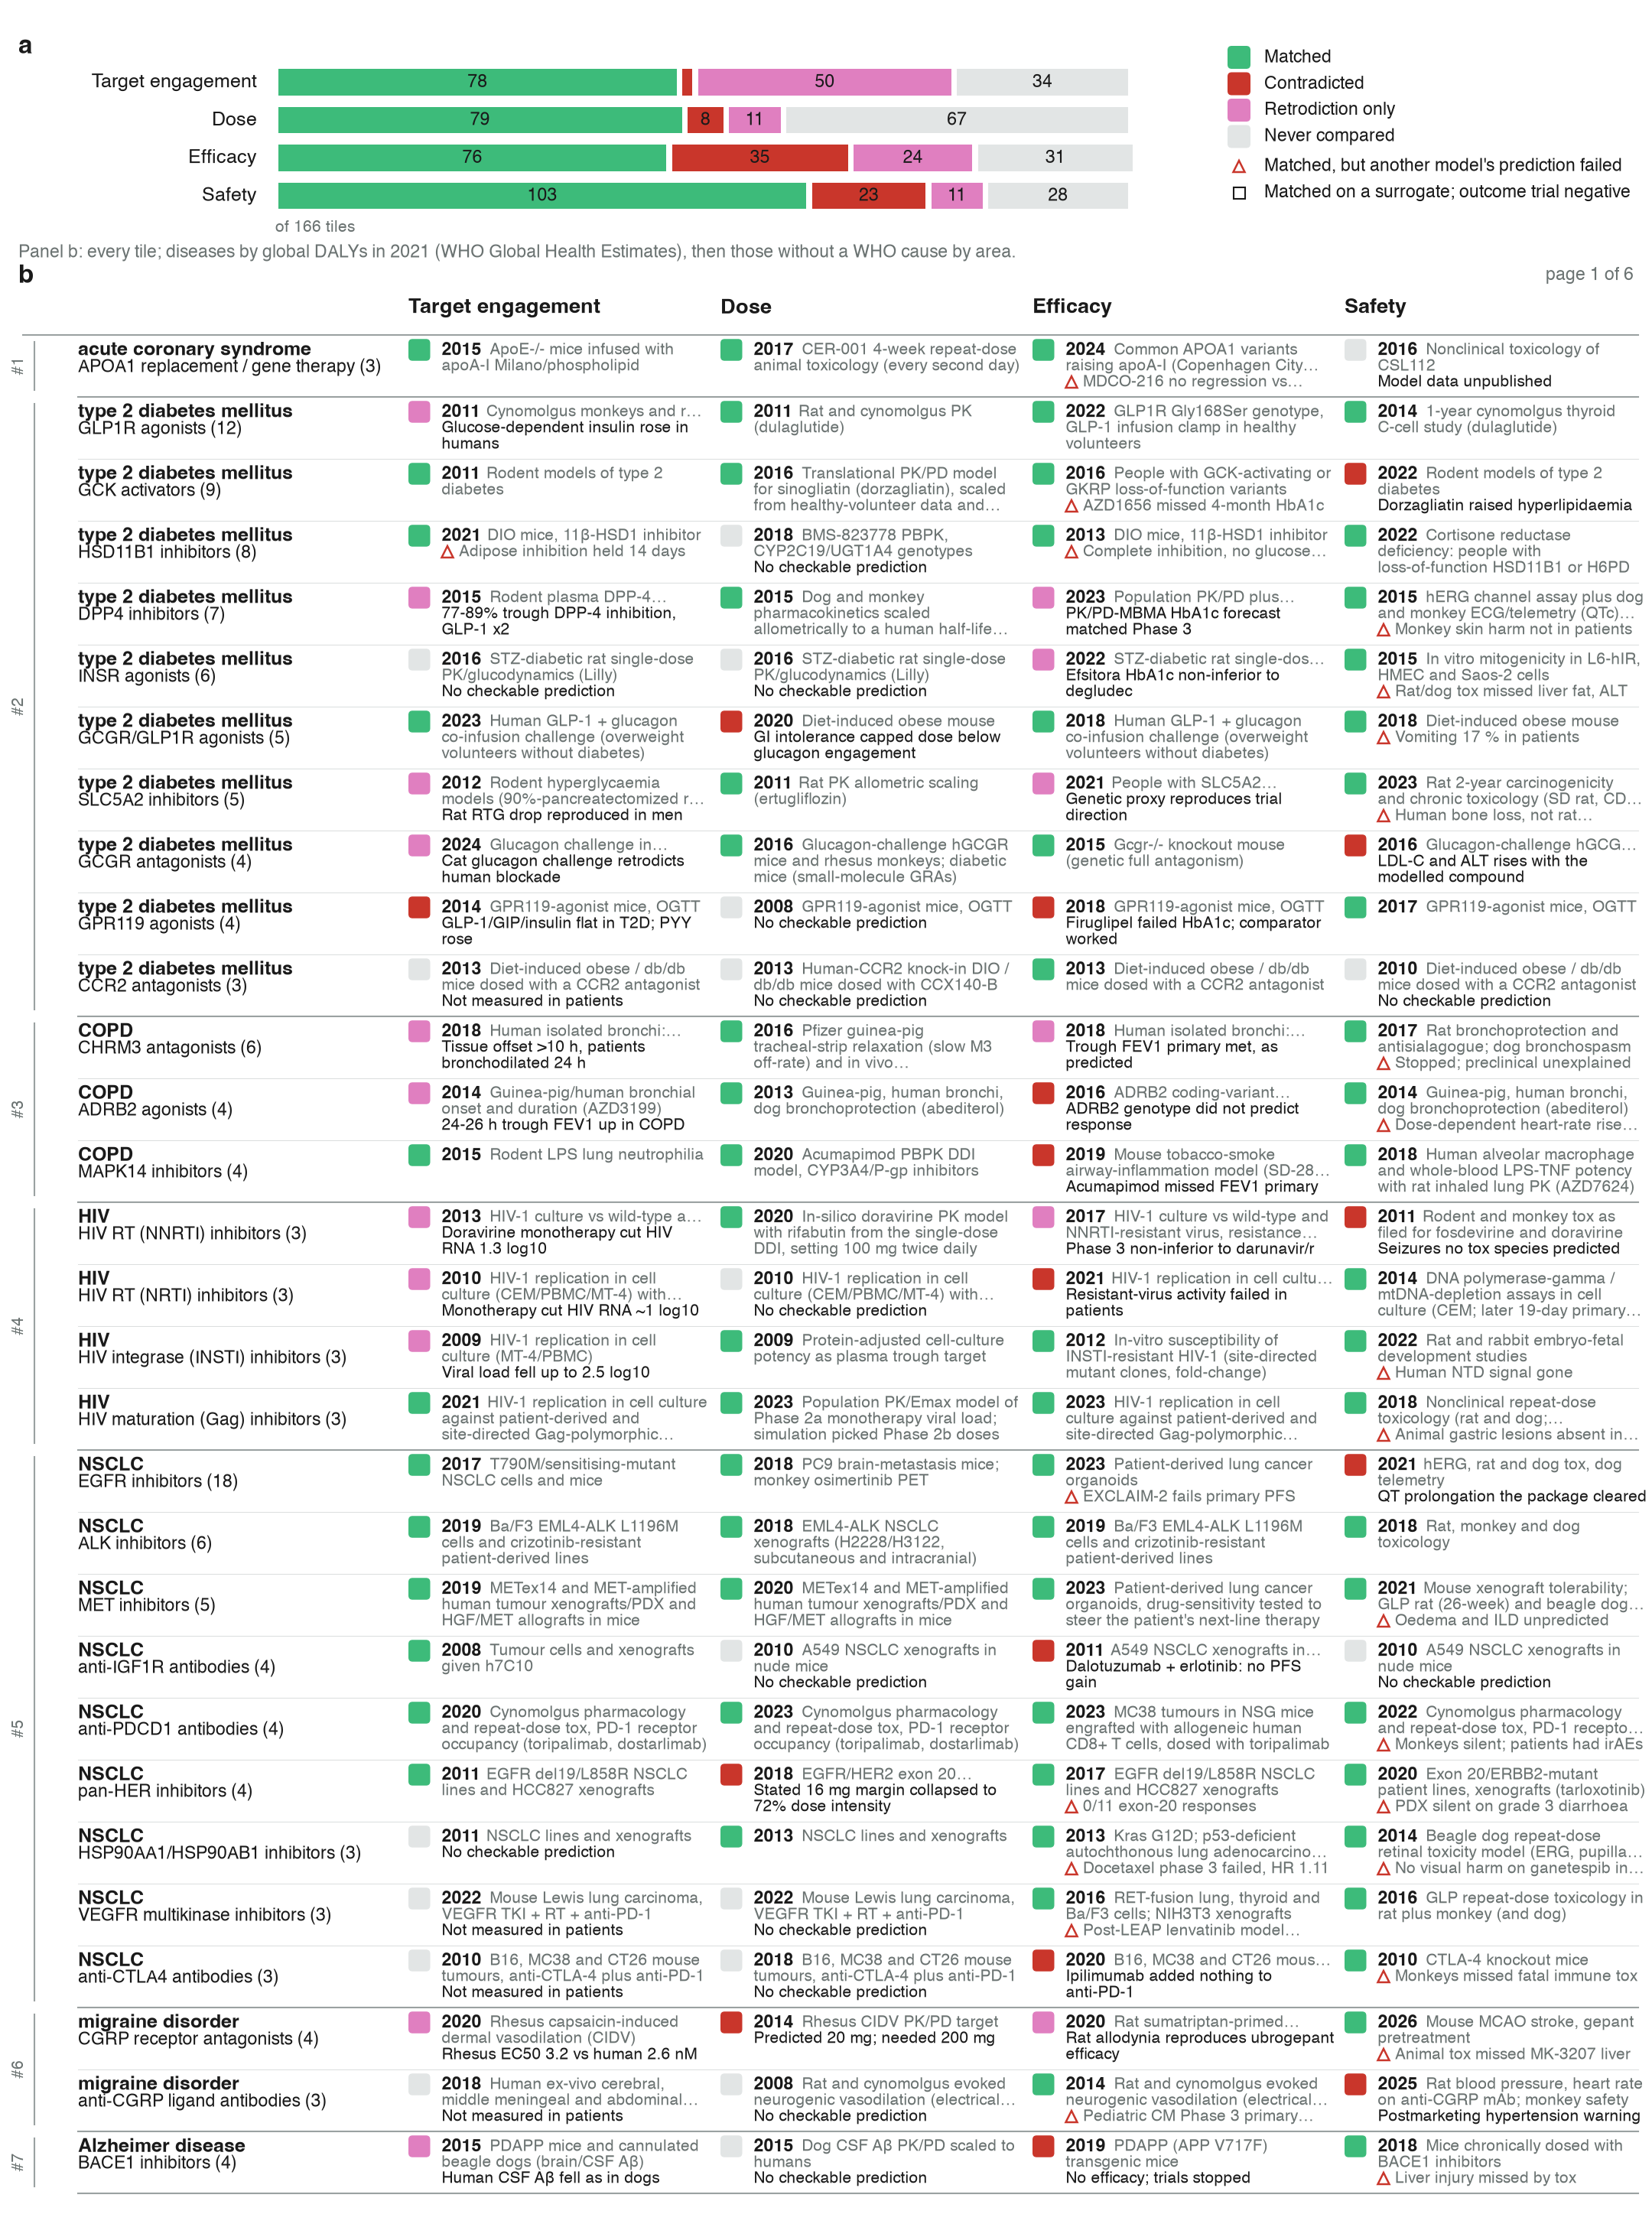 a
Target engagement 78 50 34
Dose 79 8 11 67
Efficacy 76 35 24 31
Safety 103 23 11 28
of 166 tiles
Matched
Contradicted
Retrodiction only
Never compared
Matched, but another model's prediction failed
Matched on a surrogate; outcome trial negative
Panel b: every tile; diseases by global DALYs in 2021 (WHO Global Health Estimates), then those without a WHO cause by area.
b
page 1 of 6
Target engagement Dose Efficacy Safety
#1
acute coronary syndrome
APOA1 replacement / gene therapy (3)
2015 ApoE-/- mice infused with
apoA-I Milano/phospholipid
2017 CER-001 4-week repeat-dose
animal toxicology (every second day)
2024 Common APOA1 variants
raising apoA-I (Copenhagen City…
MDCO-216 no regression vs…
2016 Nonclinical toxicology of
CSL112
Model data unpublished
#2
type 2 diabetes mellitus
GLP1R agonists (12)
2011 Cynomolgus monkeys and r…
Glucose-dependent insulin rose in
humans
2011 Rat and cynomolgus PK
(dulaglutide)
2022 GLP1R Gly168Ser genotype,
GLP-1 infusion clamp in healthy
volunteers
2014 1-year cynomolgus thyroid
C-cell study (dulaglutide)
type 2 diabetes mellitus
GCK activators (9)
2011 Rodent models of type 2
diabetes
2016 Translational PK/PD model
for sinogliatin (dorzagliatin), scaled
from healthy-volunteer data and…
2016 People with GCK-activating or
GKRP loss-of-function variants
AZD1656 missed 4-month HbA1c
2022 Rodent models of type 2
diabetes
Dorzagliatin raised hyperlipidaemia
type 2 diabetes mellitus
HSD11B1 inhibitors (8)
2021 DIO mice, 11β-HSD1 inhibitor
Adipose inhibition held 14 days
2018 BMS-823778 PBPK,
CYP2C19/UGT1A4 genotypes
No checkable prediction
2013 DIO mice, 11β-HSD1 inhibitor
Complete inhibition, no glucose…
2022 Cortisone reductase
deficiency: people with
loss-of-function HSD11B1 or H6PD
type 2 diabetes mellitus
DPP4 inhibitors (7)
2015 Rodent plasma DPP-4…
77-89% trough DPP-4 inhibition,
GLP-1 x2
2015 Dog and monkey
pharmacokinetics scaled
allometrically to a human half-life…
2023 Population PK/PD plus…
PK/PD-MBMA HbA1c forecast
matched Phase 3
2015 hERG channel assay plus dog
and monkey ECG/telemetry (QTc)…
Monkey skin harm not in patients
type 2 diabetes mellitus
INSR agonists (6)
2016 STZ-diabetic rat single-dose
PK/glucodynamics (Lilly)
No checkable prediction
2016 STZ-diabetic rat single-dose
PK/glucodynamics (Lilly)
No checkable prediction
2022 STZ-diabetic rat single-dos…
Efsitora HbA1c non-inferior to
degludec
2015 In vitro mitogenicity in L6-hIR,
HMEC and Saos-2 cells
Rat/dog tox missed liver fat, ALT
type 2 diabetes mellitus
GCGR/GLP1R agonists (5)
2023 Human GLP-1 + glucagon
co-infusion challenge (overweight
volunteers without diabetes)
2020 Diet-induced obese mouse
GI intolerance capped dose below
glucagon engagement
2018 Human GLP-1 + glucagon
co-infusion challenge (overweight
volunteers without diabetes)
2018 Diet-induced obese mouse
Vomiting 17 % in patients
type 2 diabetes mellitus
SLC5A2 inhibitors (5)
2012 Rodent hyperglycaemia
models (90%-pancreatectomized r…
Rat RTG drop reproduced in men
2011 Rat PK allometric scaling
(ertugliflozin)
2021 People with SLC5A2…
Genetic proxy reproduces trial
direction
2023 Rat 2-year carcinogenicity
and chronic toxicology (SD rat, CD…
Human bone loss, not rat…
type 2 diabetes mellitus
GCGR antagonists (4)
2024 Glucagon challenge in…
Cat glucagon challenge retrodicts
human blockade
2016 Glucagon-challenge hGCGR
mice and rhesus monkeys; diabetic
mice (small-molecule GRAs)
2015 Gcgr-/- knockout mouse
(genetic full antagonism)
2016 Glucagon-challenge hGCG…
LDL-C and ALT rises with the
modelled compound
type 2 diabetes mellitus
GPR119 agonists (4)
2014 GPR119-agonist mice, OGTT
GLP-1/GIP/insulin flat in T2D; PYY
rose
2008 GPR119-agonist mice, OGTT
No checkable prediction
2018 GPR119-agonist mice, OGTT
Firuglipel failed HbA1c; comparator
worked
2017 GPR119-agonist mice, OGTT
type 2 diabetes mellitus
CCR2 antagonists (3)
2013 Diet-induced obese / db/db
mice dosed with a CCR2 antagonist
Not measured in patients
2013 Human-CCR2 knock-in DIO /
db/db mice dosed with CCX140-B
No checkable prediction
2013 Diet-induced obese / db/db
mice dosed with a CCR2 antagonist
2010 Diet-induced obese / db/db
mice dosed with a CCR2 antagonist
No checkable prediction
#3
COPD
CHRM3 antagonists (6)
2018 Human isolated bronchi:…
Tissue offset >10 h, patients
bronchodilated 24 h
2016 Pfizer guinea-pig
tracheal-strip relaxation (slow M3
off-rate) and in vivo…
2018 Human isolated bronchi:…
Trough FEV1 primary met, as
predicted
2017 Rat bronchoprotection and
antisialagogue; dog bronchospasm
Stopped; preclinical unexplained
COPD
ADRB2 agonists (4)
2014 Guinea-pig/human bronchial
onset and duration (AZD3199)
24-26 h trough FEV1 up in COPD
2013 Guinea-pig, human bronchi,
dog bronchoprotection (abediterol)
2016 ADRB2 coding-variant…
ADRB2 genotype did not predict
response
2014 Guinea-pig, human bronchi,
dog bronchoprotection (abediterol)
Dose-dependent heart-rate rise…
COPD
MAPK14 inhibitors (4)
2015 Rodent LPS lung neutrophilia
2020 Acumapimod PBPK DDI
model, CYP3A4/P-gp inhibitors
2019 Mouse tobacco-smoke
airway-inflammation model (SD-28…
Acumapimod missed FEV1 primary
2018 Human alveolar macrophage
and whole-blood LPS-TNF potency
with rat inhaled lung PK (AZD7624)
#4
HIV
HIV RT (NNRTI) inhibitors (3)
2013 HIV-1 culture vs wild-type a…
Doravirine monotherapy cut HIV
RNA 1.3 log10
2020 In-silico doravirine PK model
with rifabutin from the single-dose
DDI, setting 100 mg twice daily
2017 HIV-1 culture vs wild-type and
NNRTI-resistant virus, resistance…
Phase 3 non-inferior to darunavir/r
2011 Rodent and monkey tox as
filed for fosdevirine and doravirine
Seizures no tox species predicted
HIV
HIV RT (NRTI) inhibitors (3)
2010 HIV-1 replication in cell
culture (CEM/PBMC/MT-4) with…
Monotherapy cut HIV RNA ~1 log10
2010 HIV-1 replication in cell
culture (CEM/PBMC/MT-4) with…
No checkable prediction
2021 HIV-1 replication in cell cultu…
Resistant-virus activity failed in
patients
2014 DNA polymerase-gamma /
mtDNA-depletion assays in cell
culture (CEM; later 19-day primary…
HIV
HIV integrase (INSTI) inhibitors (3)
2009 HIV-1 replication in cell
culture (MT-4/PBMC)
Viral load fell up to 2.5 log10
2009 Protein-adjusted cell-culture
potency as plasma trough target
2012 In-vitro susceptibility of
INSTI-resistant HIV-1 (site-directed
mutant clones, fold-change)
2022 Rat and rabbit embryo-fetal
development studies
Human NTD signal gone
HIV
HIV maturation (Gag) inhibitors (3)
2021 HIV-1 replication in cell culture
against patient-derived and
site-directed Gag-polymorphic…
2023 Population PK/Emax model of
Phase 2a monotherapy viral load;
simulation picked Phase 2b doses
2023 HIV-1 replication in cell
culture against patient-derived and
site-directed Gag-polymorphic…
2018 Nonclinical repeat-dose
toxicology (rat and dog;…
Animal gastric lesions absent in…
#5
NSCLC
EGFR inhibitors (18)
2017 T790M/sensitising-mutant
NSCLC cells and mice
2018 PC9 brain-metastasis mice;
monkey osimertinib PET
2023 Patient-derived lung cancer
organoids
EXCLAIM-2 fails primary PFS
2021 hERG, rat and dog tox, dog
telemetry
QT prolongation the package cleared
NSCLC
ALK inhibitors (6)
2019 Ba/F3 EML4-ALK L1196M
cells and crizotinib-resistant
patient-derived lines
2018 EML4-ALK NSCLC
xenografts (H2228/H3122,
subcutaneous and intracranial)
2019 Ba/F3 EML4-ALK L1196M
cells and crizotinib-resistant
patient-derived lines
2018 Rat, monkey and dog
toxicology
NSCLC
MET inhibitors (5)
2019 METex14 and MET-amplified
human tumour xenografts/PDX and
HGF/MET allografts in mice
2020 METex14 and MET-amplified
human tumour xenografts/PDX and
HGF/MET allografts in mice
2023 Patient-derived lung cancer
organoids, drug-sensitivity tested to
steer the patient's next-line therapy
2021 Mouse xenograft tolerability;
GLP rat (26-week) and beagle dog…
Oedema and ILD unpredicted
NSCLC
anti-IGF1R antibodies (4)
2008 Tumour cells and xenografts
given h7C10
2010 A549 NSCLC xenografts in
nude mice
No checkable prediction
2011 A549 NSCLC xenografts in…
Dalotuzumab + erlotinib: no PFS
gain
2010 A549 NSCLC xenografts in
nude mice
No checkable prediction
NSCLC
anti-PDCD1 antibodies (4)
2020 Cynomolgus pharmacology
and repeat-dose tox, PD-1 receptor
occupancy (toripalimab, dostarlimab)
2023 Cynomolgus pharmacology
and repeat-dose tox, PD-1 receptor
occupancy (toripalimab, dostarlimab)
2023 MC38 tumours in NSG mice
engrafted with allogeneic human
CD8+ T cells, dosed with toripalimab
2022 Cynomolgus pharmacology
and repeat-dose tox, PD-1 recepto…
Monkeys silent; patients had irAEs
NSCLC
pan-HER inhibitors (4)
2011 EGFR del19/L858R NSCLC
lines and HCC827 xenografts
2018 EGFR/HER2 exon 20…
Stated 16 mg margin collapsed to
72% dose intensity
2017 EGFR del19/L858R NSCLC
lines and HCC827 xenografts
0/11 exon-20 responses
2020 Exon 20/ERBB2-mutant
patient lines, xenografts (tarloxotinib)
PDX silent on grade 3 diarrhoea
NSCLC
HSP90AA1/HSP90AB1 inhibitors (3)
2011 NSCLC lines and xenografts
No checkable prediction
2013 NSCLC lines and xenografts
2013 Kras G12D; p53-deficient
autochthonous lung adenocarcino…
Docetaxel phase 3 failed, HR 1.11
2014 Beagle dog repeat-dose
retinal toxicity model (ERG, pupilla…
No visual harm on ganetespib in…
NSCLC
VEGFR multikinase inhibitors (3)
2022 Mouse Lewis lung carcinoma,
VEGFR TKI + RT + anti-PD-1
Not measured in patients
2022 Mouse Lewis lung carcinoma,
VEGFR TKI + RT + anti-PD-1
No checkable prediction
2016 RET-fusion lung, thyroid and
Ba/F3 cells; NIH3T3 xenografts
Post-LEAP lenvatinib model…
2016 GLP repeat-dose toxicology in
rat plus monkey (and dog)
NSCLC
anti-CTLA4 antibodies (3)
2010 B16, MC38 and CT26 mouse
tumours, anti-CTLA-4 plus anti-PD-1
Not measured in patients
2018 B16, MC38 and CT26 mouse
tumours, anti-CTLA-4 plus anti-PD-1
No checkable prediction
2020 B16, MC38 and CT26 mous…
Ipilimumab added nothing to
anti-PD-1
2010 CTLA-4 knockout mice
Monkeys missed fatal immune tox
#6
migraine disorder
CGRP receptor antagonists (4)
2020 Rhesus capsaicin-induced
dermal vasodilation (CIDV)
Rhesus EC50 3.2 vs human 2.6 nM
2014 Rhesus CIDV PK/PD target
Predicted 20 mg; needed 200 mg
2020 Rat sumatriptan-primed…
Rat allodynia reproduces ubrogepant
efficacy
2026 Mouse MCAO stroke, gepant
pretreatment
Animal tox missed MK-3207 liver
migraine disorder
anti-CGRP ligand antibodies (3)
2018 Human ex-vivo cerebral,
middle meningeal and abdominal…
Not measured in patients
2008 Rat and cynomolgus evoked
neurogenic vasodilation (electrical…
No checkable prediction
2014 Rat and cynomolgus evoked
neurogenic vasodilation (electrical…
Pediatric CM Phase 3 primary…
2025 Rat blood pressure, heart rate
on anti-CGRP mAb; monkey safety
Postmarketing hypertension warning
#7
Alzheimer disease
BACE1 inhibitors (4)
2015 PDAPP mice and cannulated
beagle dogs (brain/CSF Aβ)
Human CSF Aβ fell as in dogs
2015 Dog CSF Aβ PK/PD scaled to
humans
No checkable prediction
2019 PDAPP (APP V717F)
transgenic mice
No efficacy; trials stopped
2018 Mice chronically dosed with
BACE1 inhibitors
Liver injury missed by tox